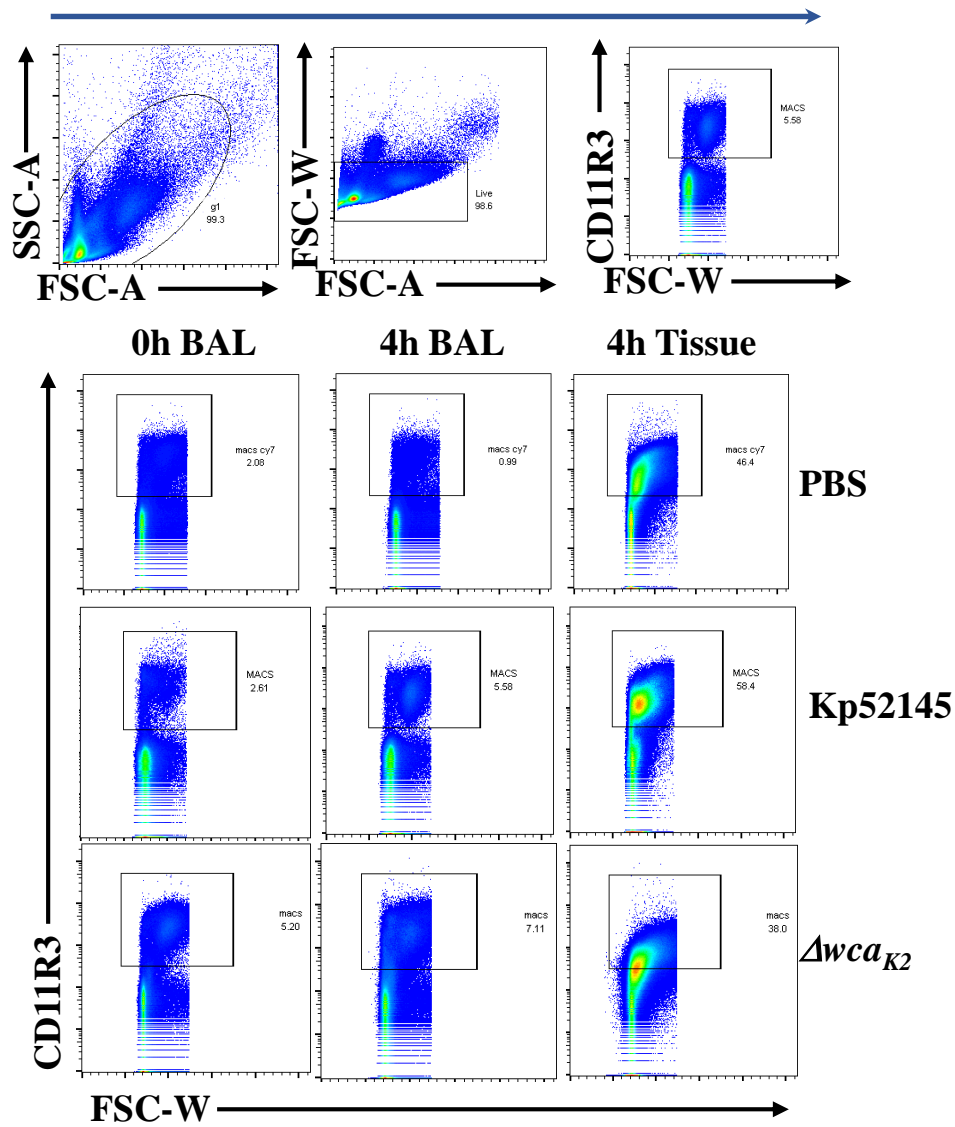 SSC-A
g1
99.3
FSC-A
FSC-W
Live
98.6
FSC-A
CD11R3
MACS
5.58
FSC-W
0h BAL
4h BAL
4h Tissue
macs cy7
2.08
macs cy7
0.99
macs cy7
46.4
PBS
MACS
2.61
MACS
5.58
MACS
58.4
Kp52145
macs
5.20
macs
7.11
macs
38.0
ΔwcaK2
CD11R3
FSC-W